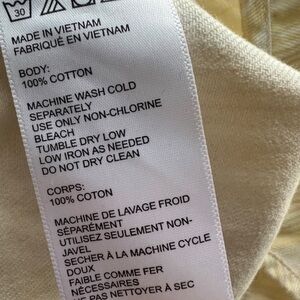 30
MADE IN VIETNAM
FABRIQUÉ EN VIETNAM
BODY:
100% COTTON
MACHINE WASH COLD
SEPARATELY
USE ONLY NON-CHLORINE
BLEACH
TUMBLE DRY LOW
LOW IRON AS NEEDED
DO NOT DRY CLEAN
CORPS:
100% COTON
MACHINE DE LAVAGE FROID
SÉPARÉMENT
UTILISEZ SEULEMENT NON-
JAVEL
SECHER À LA MACHINE CYCLE
DOUX
FAIBLE COMME FER
NÉCESSAIRES
NE PAS NETTOYER À SEC